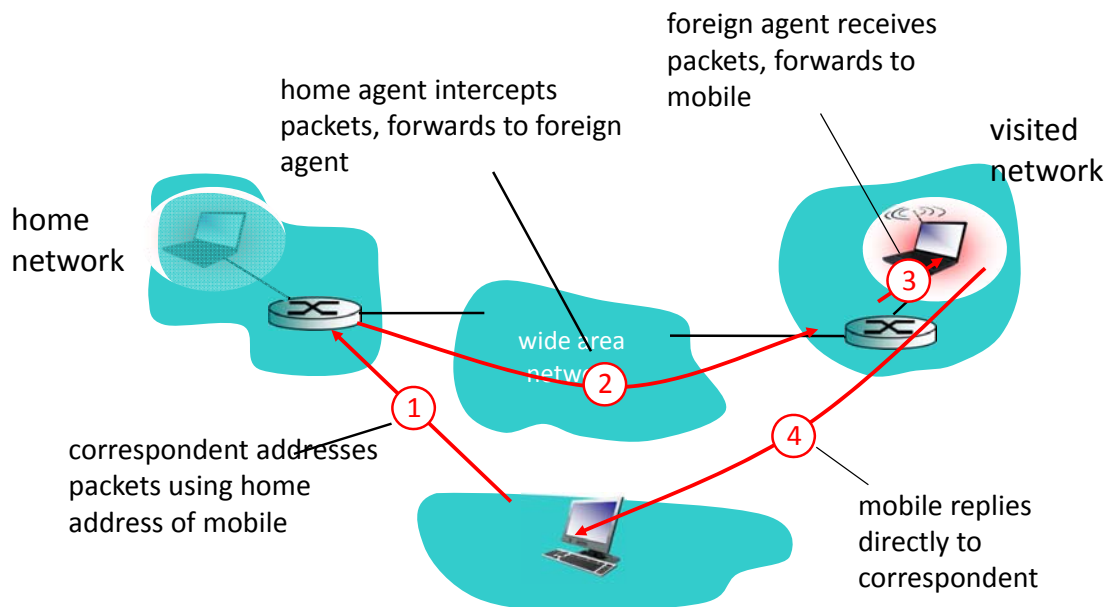 foreign agent receives
packets, forwards to
mobile
home agent intercepts
packets, forwards to foreign
agent
visited
network
home
network
3
wide area
2
1
4
correspondent addresses
packets using home
address of mobile
mobile replies
directly to
correspondent